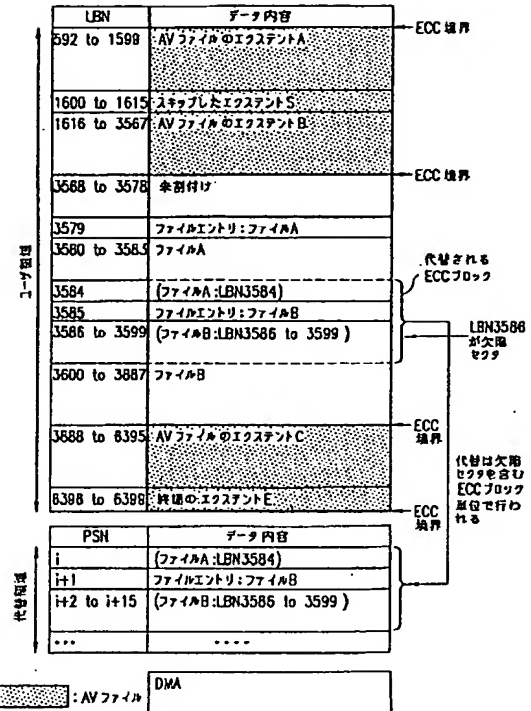 LBN データ内容
592 to 1599 AVファイルのエクステントA
ECC境界
1600 to 1615 スキップしたエクステントS
1616 to 3567 AVファイルのエクステントB
ECC境界
3568 to 3578 未割付け
3579 ファイルエントリ:ファイルA
3580 to 3583 ファイルA
3584 (ファイルA:LBN3584)
3585 ファイルエントリ:ファイルB
3586 to 3599 (ファイルB:LBN3586 to 3599 )
3600 to 3887 ファイルB
ECC
境界
3888 to 6395 AVファイルのエクステントC
6396 to 6399 終端のエクステントE
ECC
境界
ユーザ領域
代替される
ECCブロック
LBN3586
が欠陥
セクタ
代替は欠陥
セクタを含む
ECCブロック
単位で行わ
れる
PSN データ内容
i (ファイルA:LBN3584)
i+1 ファイルエントリ:ファイルB
i+2 to i+15 (ファイルB:LBN3586 to 3599 )
... ....
代替領域
:AVファイル
DMA